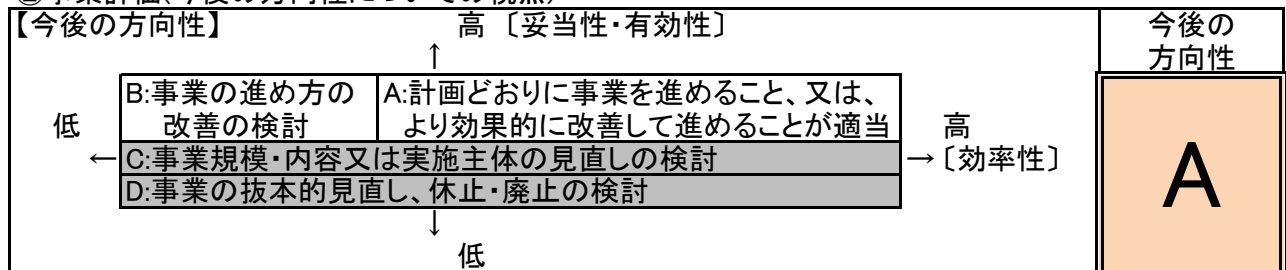 【今後の方向性】 高 〔妥当性・有効性〕 今後の
↑ 方向性
B:事業の進め方の A:計画どおりに事業を進めること、又は、
低 改善の検討 より効果的に改善して進めることが適当 高
← C:事業規模・内容又は実施主体の見直しの検討 → 〔効率性〕
D:事業の抜本的見直し、休止・廃止の検討 A
↓
低